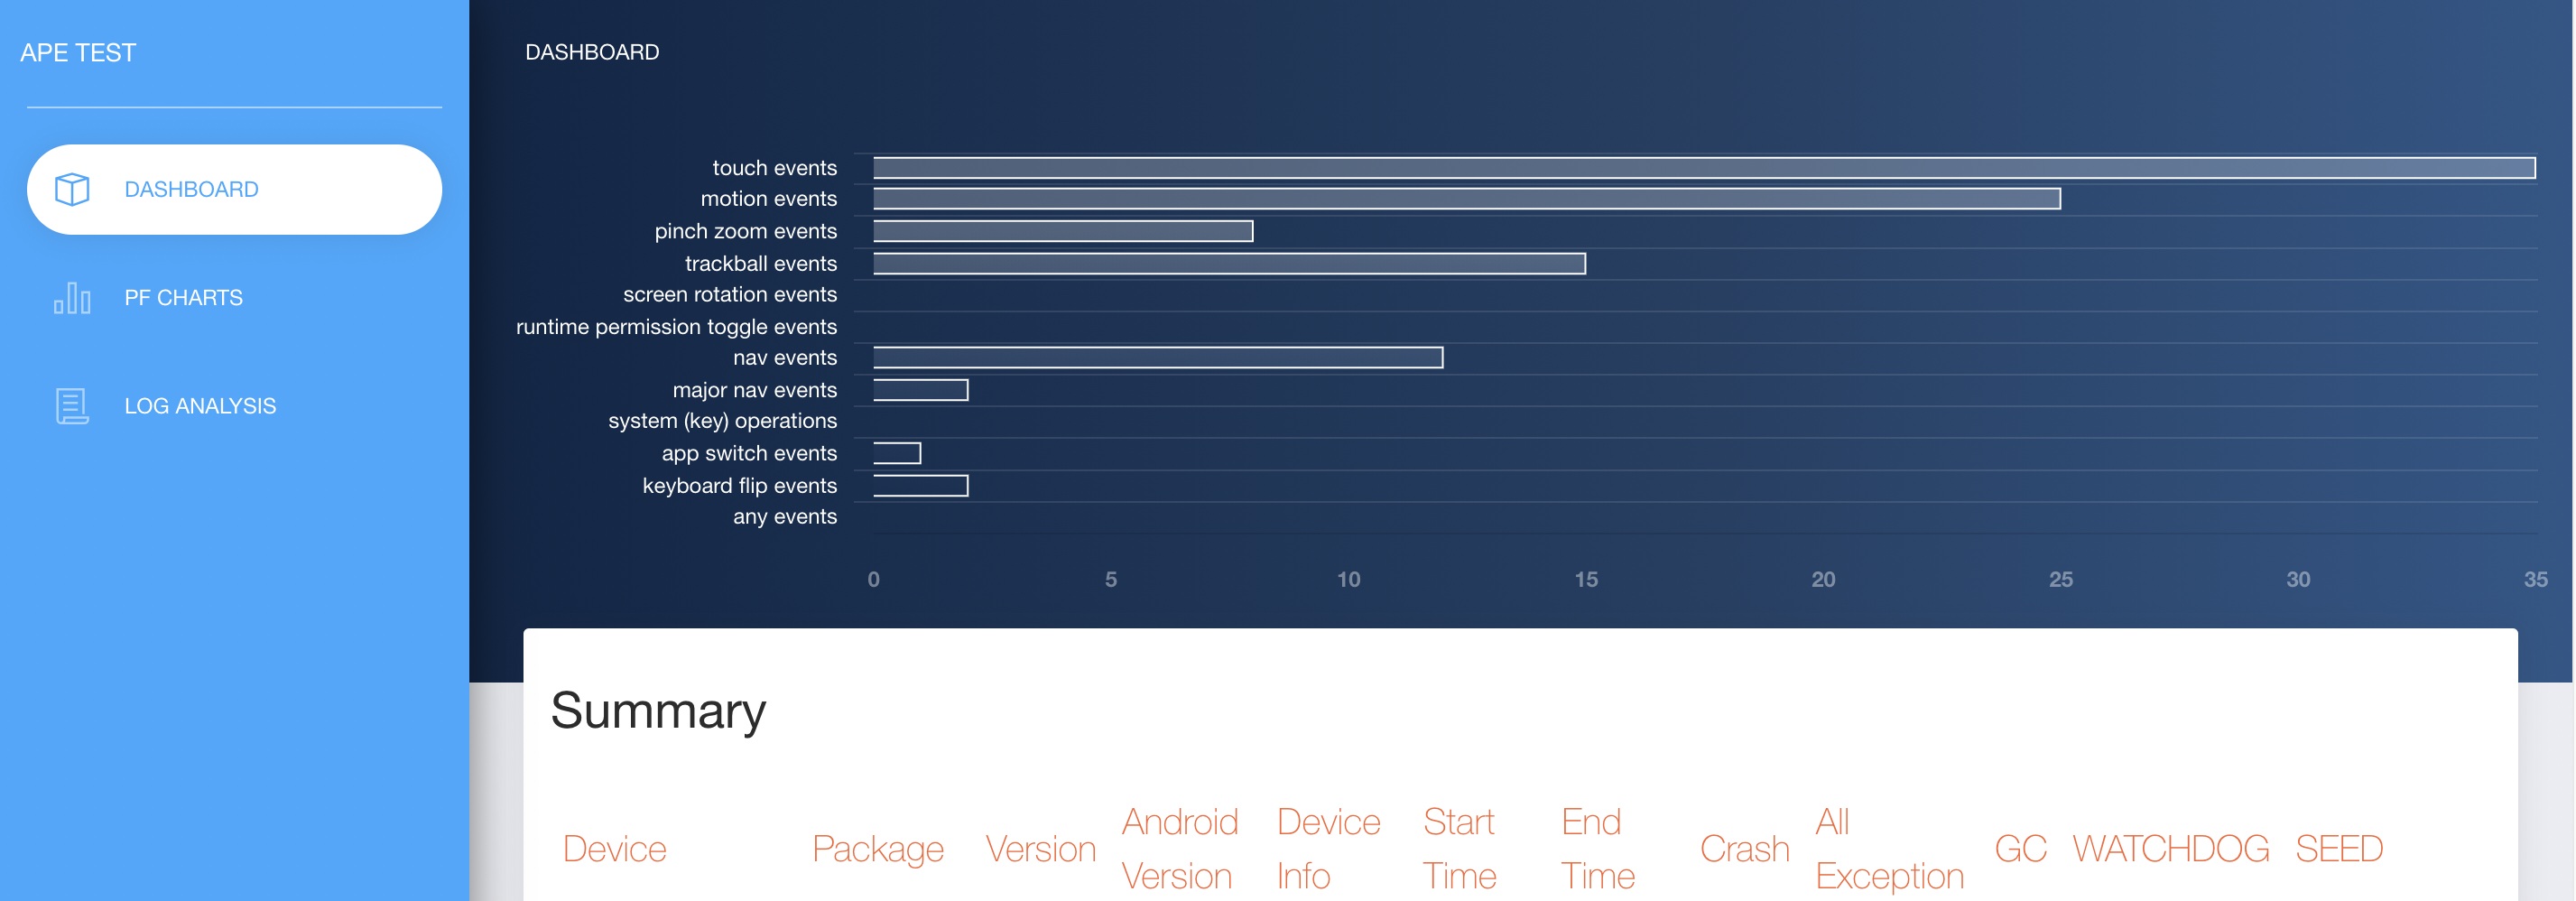 APE TEST
DASHBOARD
PF CHARTS
LOG ANALYSIS
DASHBOARD
touch events
motion events
pinch zoom events
trackball events
screen rotation events
runtime permission toggle events
nav events
major nav events
system (key) operations
app switch events
keyboard flip events
any events
0 5 10 15 20 25 30 35
Summary
Device Package Version Android Version Device Info Start Time End Time Crash All Exception GC WATCHDOG SEED